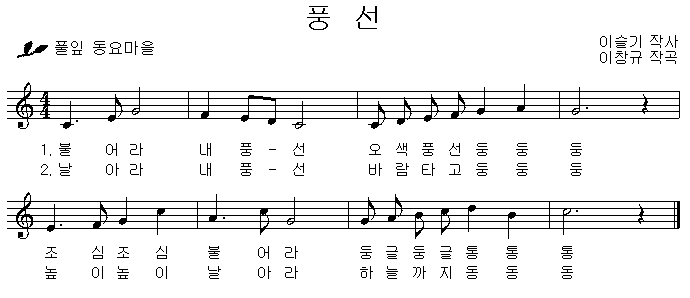 풍 선
풀잎 동요마을
이슬기 작사
이창규 작곡
1. 불 어 라 내 풍 - 선 오 색 풍 선 둥 둥 둥
2. 날 아 라 내 풍 - 선 바 람 타 고 둥 둥 둥
조 심 조 심 불 어 라 둥 글 둥 글 통 통 통
높 이 높 이 날 아 라 하 늘 까 지 동 동 동